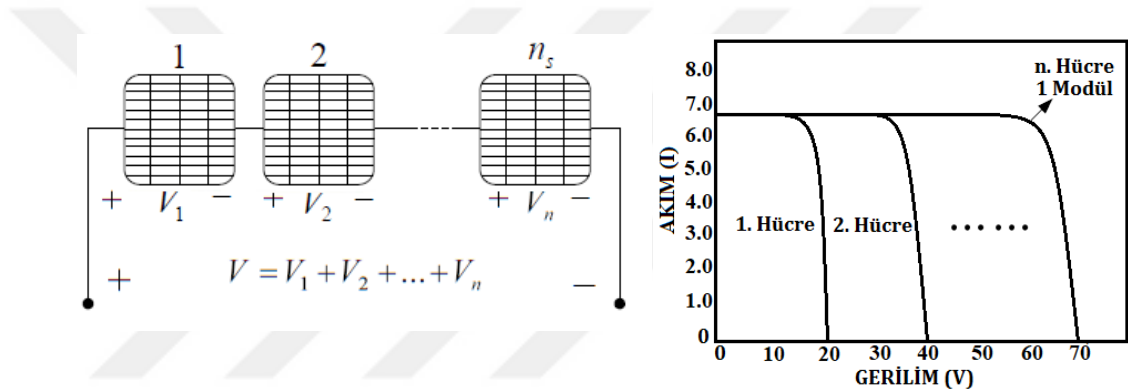 1 2 n_s
+ V_1 − + V_2 − + V_n −
+ V = V_1 + V_2 + ... + V_n −
8.0
7.0
6.0
5.0
4.0
3.0
2.0
1.0
0
AKIM (I)
n. Hücre
1 Modül
1. Hücre 2. Hücre ••• •••
0 10 20 30 40 50 60 70
GERİLİM (V)